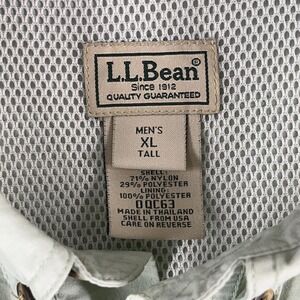 L.L.Bean®
Since 1912
QUALITY GUARANTEED
MEN'S
XL
TALL
SHELL:
71% NYLON
29% POLYESTER
LINING:
100% POLYESTER
0QC63
MADE IN THAILAND
SHELL FROM USA
CARE ON REVERSE